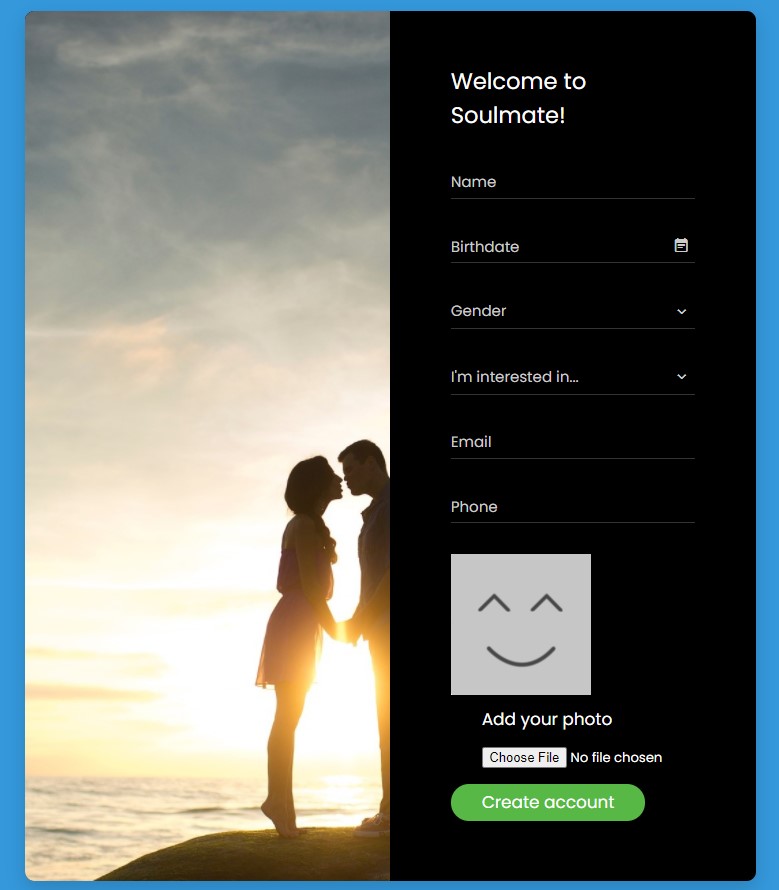 Welcome to
Soulmate!
Name
Birthdate
Gender
I'm interested in...
Email
Phone
Add your photo
Choose File No file chosen
Create account